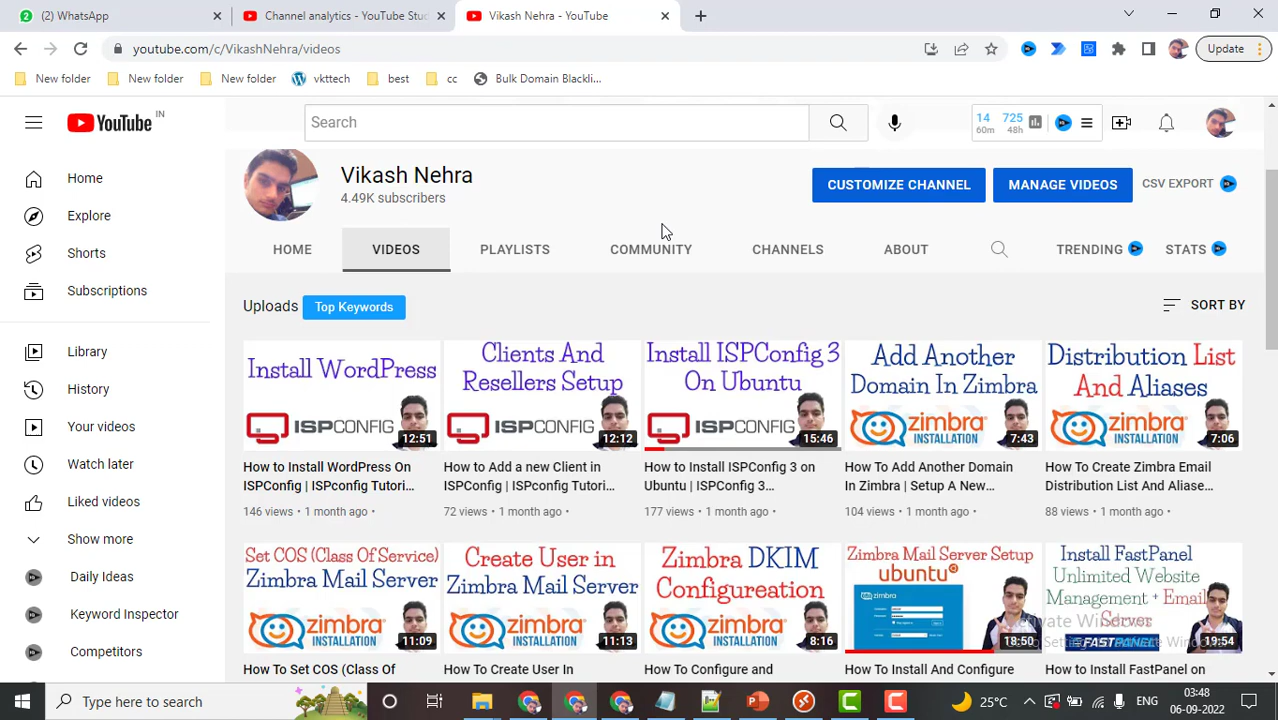 (2) WhatsApp
Channel analytics - YouTube Stud
Vikash Nehra - YouTube
youtube.com/c/VikashNehra/videos
Update
New folder
New folder
New folder
vkttech
best
cc
Bulk Domain Blackli...
YouTube IN
Search
14 60m
725 48h
Home
Explore
Shorts
Subscriptions
Library
History
Your videos
Watch later
Liked videos
Show more
Daily Ideas
Keyword Inspector
Competitors
Vikash Nehra
4.49K subscribers
CUSTOMIZE CHANNEL
MANAGE VIDEOS
CSV EXPORT
HOME
VIDEOS
PLAYLISTS
COMMUNITY
CHANNELS
ABOUT
TRENDING
STATS
Uploads
Top Keywords
SORT BY
Install WordPress
ISPCONFIG
12:51
How to Install WordPress On
ISPConfig | ISPconfig Tutori...
146 views • 1 month ago •
Clients And
Resellers Setup
ISPCONFIG
12:12
How to Add a new Client in
ISPConfig | ISPconfig Tutori...
72 views • 1 month ago •
Install ISPConfig 3
On Ubuntu
ISPCONFIG
15:46
How to Install ISPConfig 3 on
Ubuntu | ISPConfig 3...
177 views • 1 month ago •
Add Another
Domain In Zimbra
zimbra
INSTALLATION
7:43
How To Add Another Domain
In Zimbra | Setup A New...
104 views • 1 month ago •
Distribution List
And Aliases
zimbra
INSTALLATION
7:06
How To Create Zimbra Email
Distribution List And Aliase...
88 views • 1 month ago •
Set COS (Class Of Service)
Zimbra Mail Server
zimbra
INSTALLATION
11:09
How To Set COS (Class Of
Create User in
Zimbra Mail Server
zimbra
INSTALLATION
11:13
How To Create User In
Zimbra DKIM
Configureation
zimbra
INSTALLATION
8:16
How To Configure and
Zimbra Mail Server Setup
ubuntu
zimbra
18:50
How To Install And Configure
Install FastPanel
Unlimited Website
Management + Email
Server
FASTPANEL
19:54
How to Install FastPanel on
Type here to search
25°C
ENG
03:48
06-09-2022